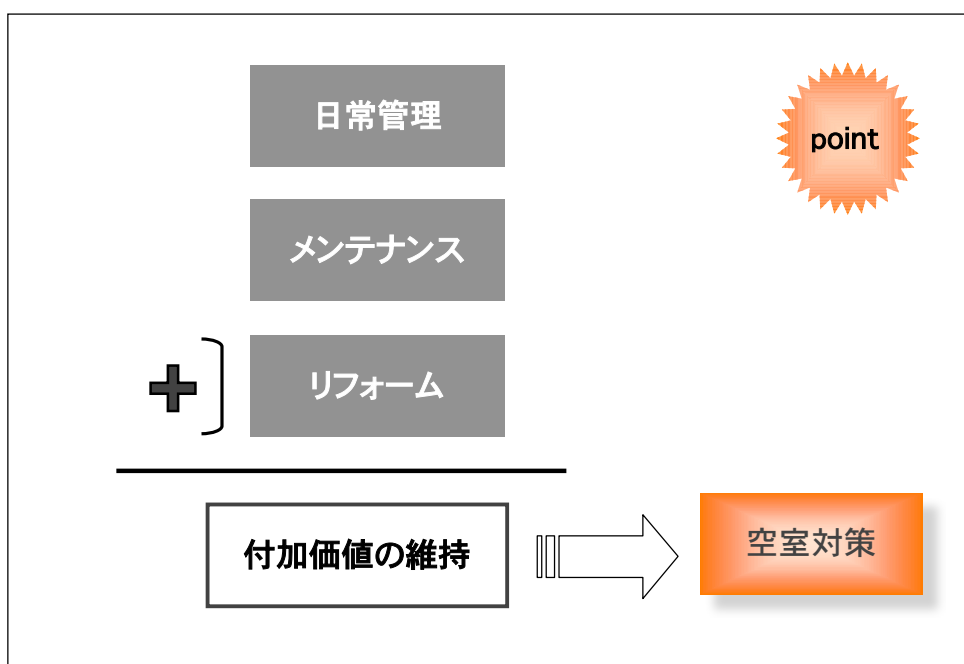 日常管理
point
メンテナンス
リフォーム
付加価値の維持
空室対策